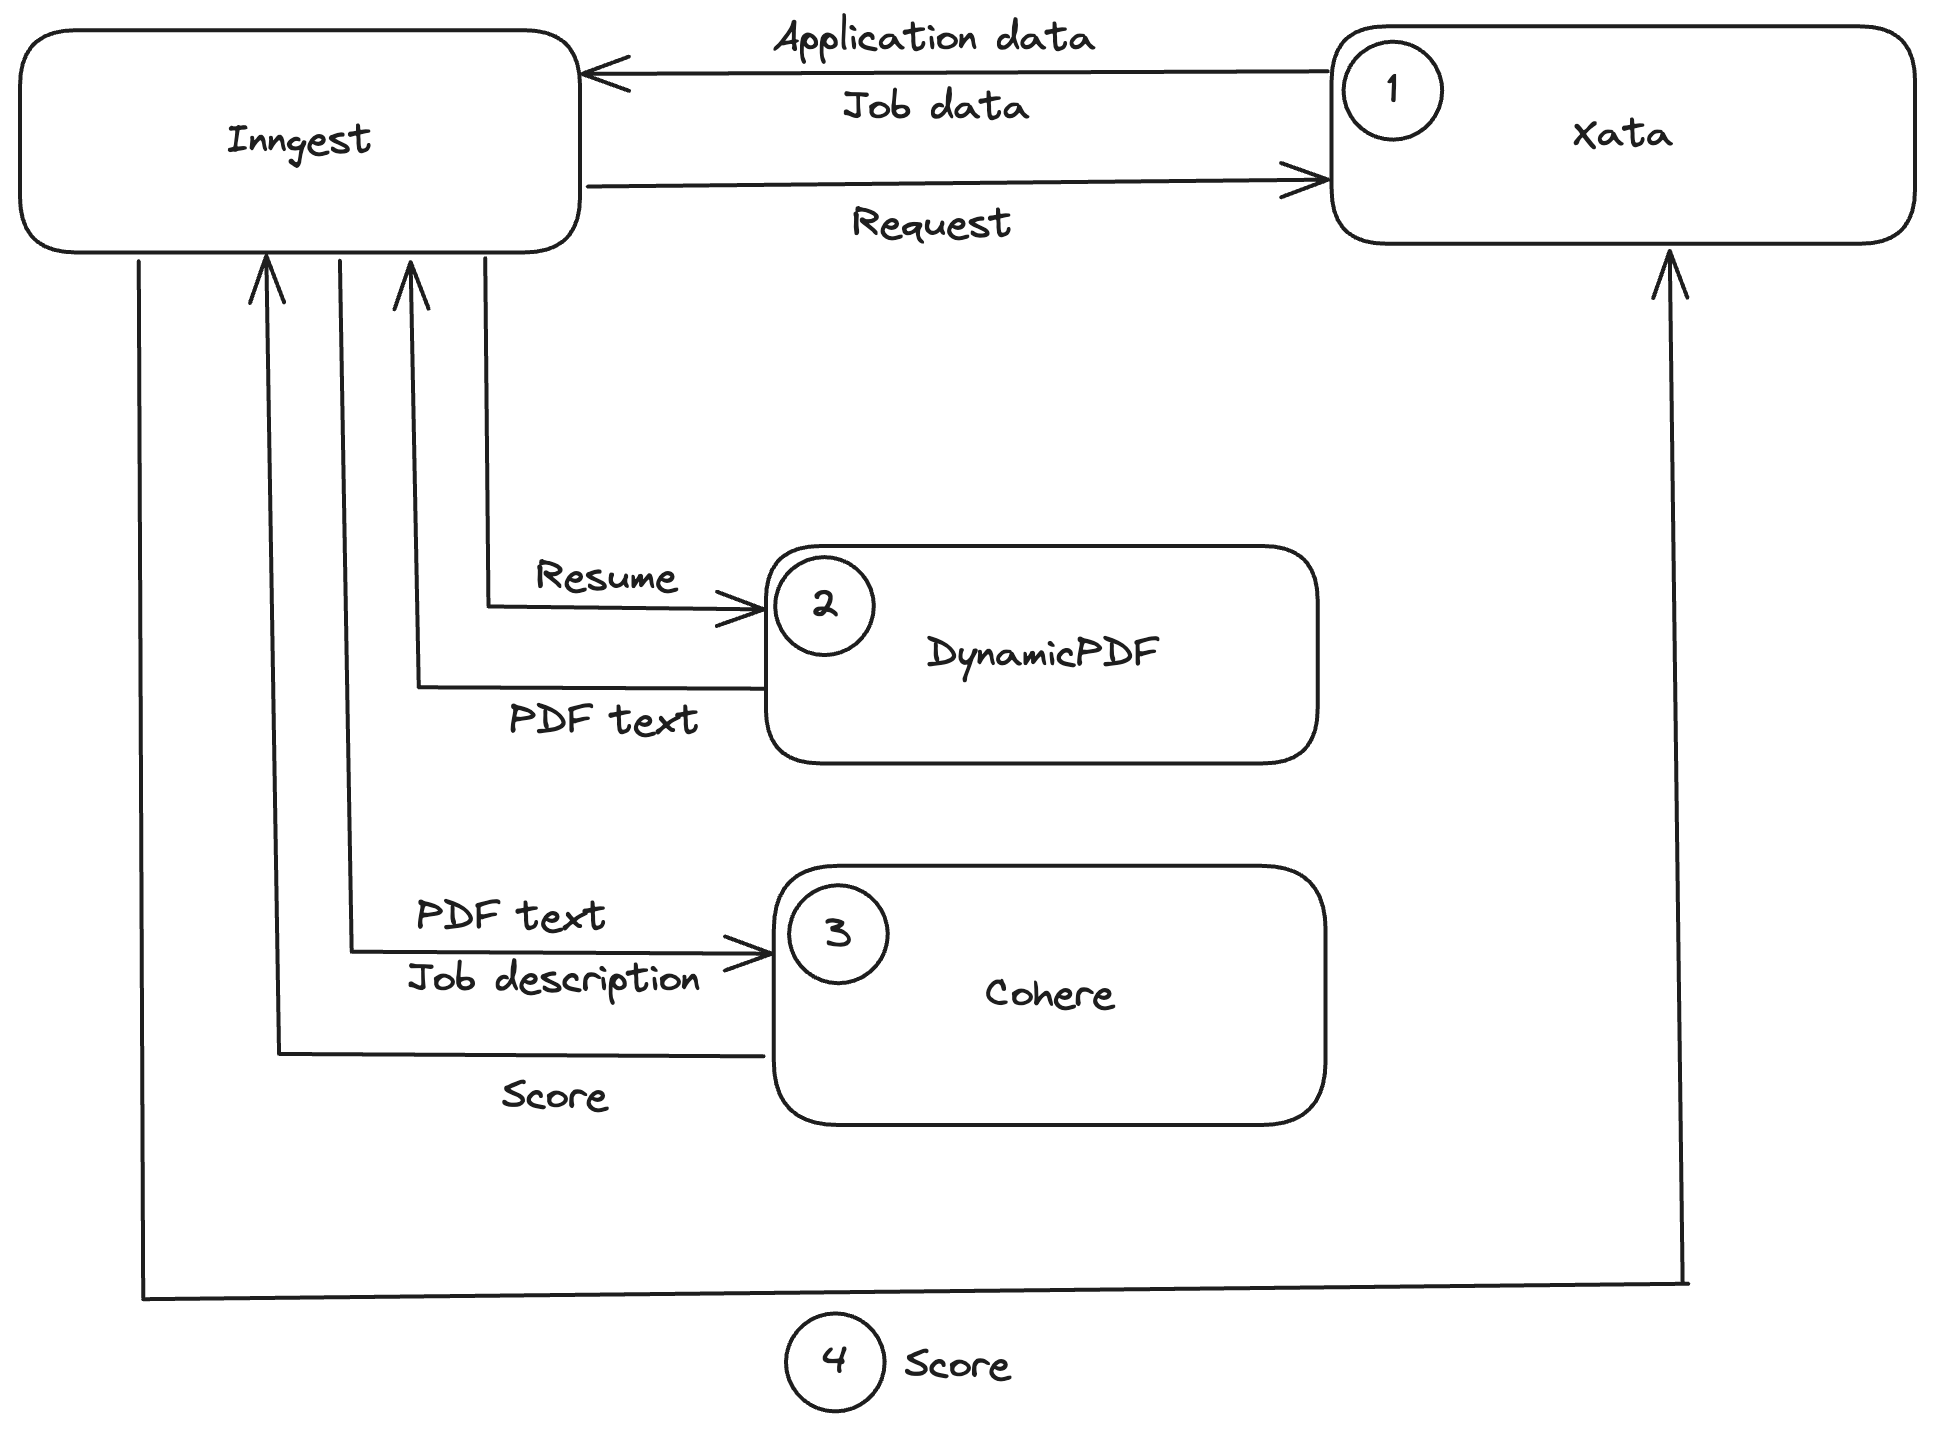 Application data
Job data
Inngest
1
Xata
Request
Resume
2
DynamicPDF
PDF text
PDF text
Job description
3
Cohere
Score
4
Score